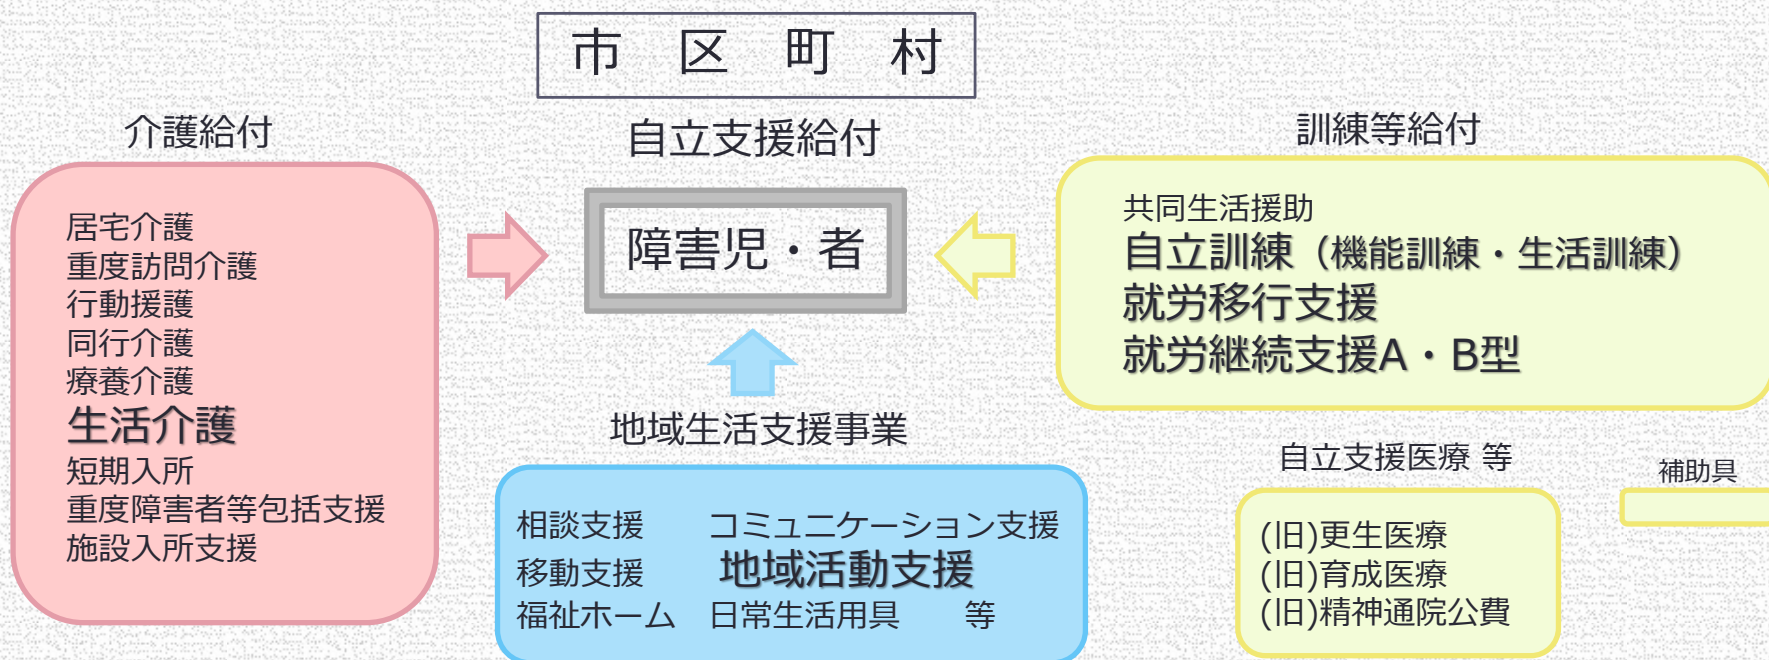 市 区 町 村
介護給付
自立支援給付
訓練等給付
居宅介護
重度訪問介護
行動援護
同行介護
療養介護
生活介護
短期入所
重度障害者等包括支援
施設入所支援
障害児・者
共同生活援助
自立訓練（機能訓練・生活訓練）
就労移行支援
就労継続支援A・B型
地域生活支援事業
相談支援 コミュニケーション支援
移動支援 地域活動支援
福祉ホーム 日常生活用具 等
自立支援医療 等
(旧)更生医療
(旧)育成医療
(旧)精神通院公費
補助具